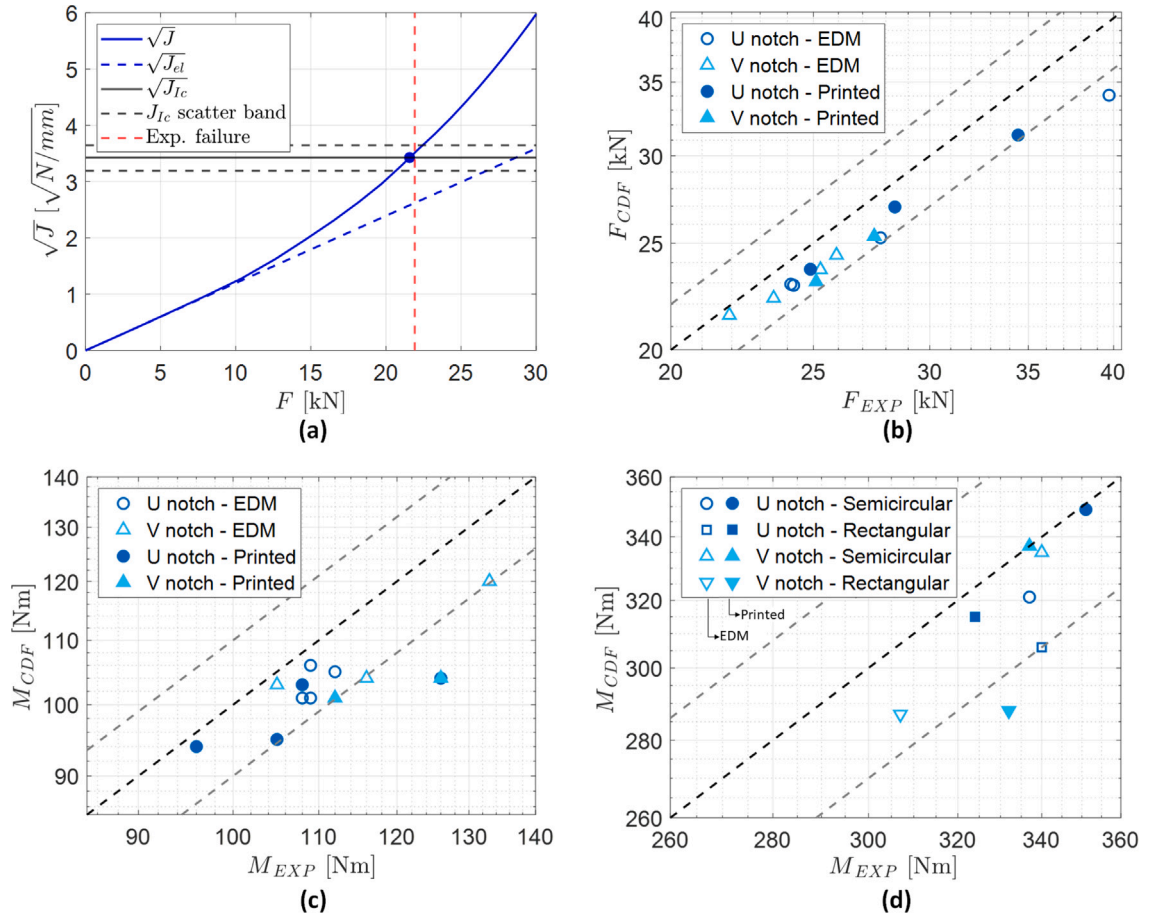 √J
√J_el
√J_Ic
J_Ic scatter band
Exp. failure
6
5
4
3
2
1
0
√J [√N/mm]
0 5 10 15 20 25 30
F [kN]
(a)
U notch - EDM
V notch - EDM
U notch - Printed
V notch - Printed
40
35
30
25
20
F_CDF [kN]
20 25 30 35 40
F_EXP [kN]
(b)
U notch - EDM
V notch - EDM
U notch - Printed
V notch - Printed
140
130
120
110
100
90
M_CDF [Nm]
90 100 110 120 130 140
M_EXP [Nm]
(c)
U notch - Semicircular
U notch - Rectangular
V notch - Semicircular
V notch - Rectangular
Printed
EDM
360
340
320
300
280
260
M_CDF [Nm]
260 280 300 320 340 360
M_EXP [Nm]
(d)